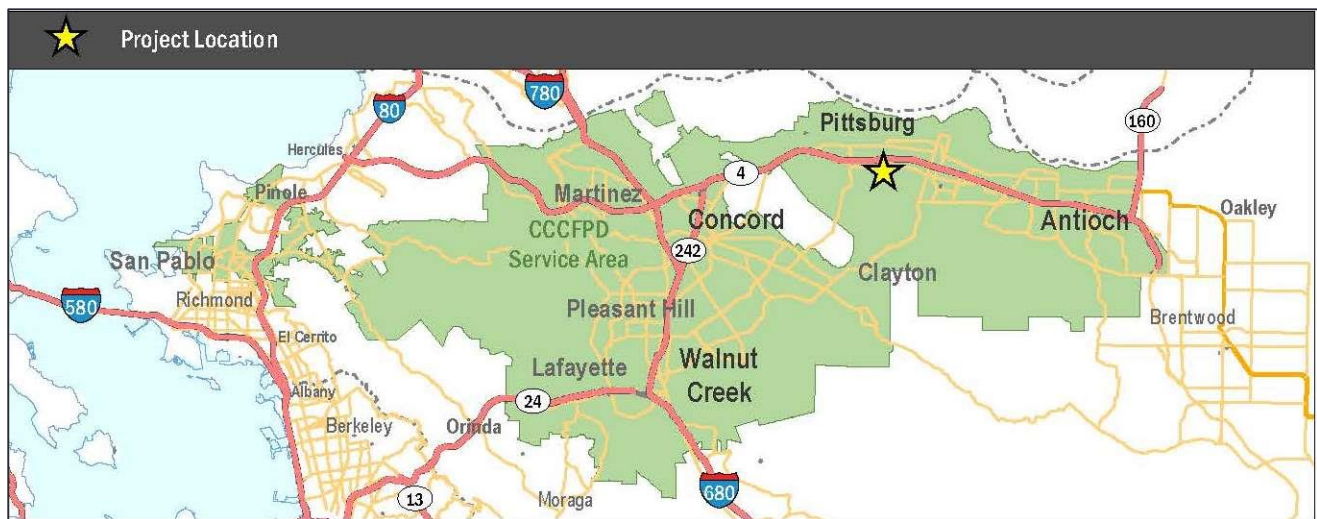 Project Location
780
80
160
Pittsburg
Hercules
4
Pinole
Martinez
Oakley
Concord
Antioch
CCCFPD
Service Area
242
San Pablo
Clayton
Richmond
580
Pleasant Hill
Brentwood
El Cerrito
Walnut
Creek
Lafayette
Albany
24
Berkeley
Orinda
680
13
Moraga